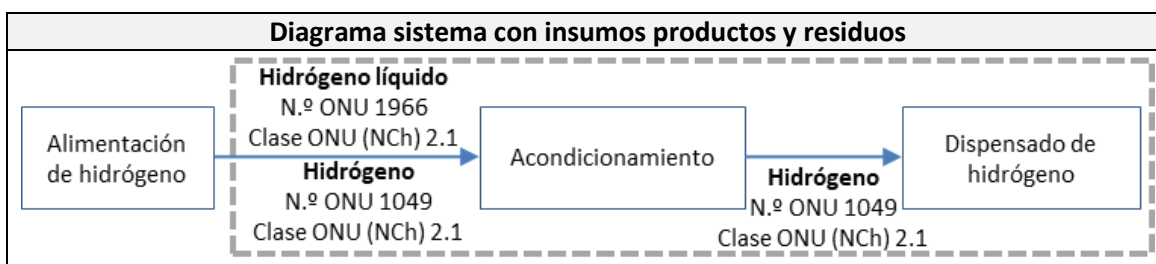 Diagrama sistema con insumos productos y residuos
Alimentación
de hidrógeno
Hidrógeno líquido
N.º ONU 1966
Clase ONU (NCh) 2.1
Hidrógeno
N.º ONU 1049
Clase ONU (NCh) 2.1
Acondicionamiento
Hidrógeno
N.º ONU 1049
Clase ONU (NCh) 2.1
Dispensado de
hidrógeno